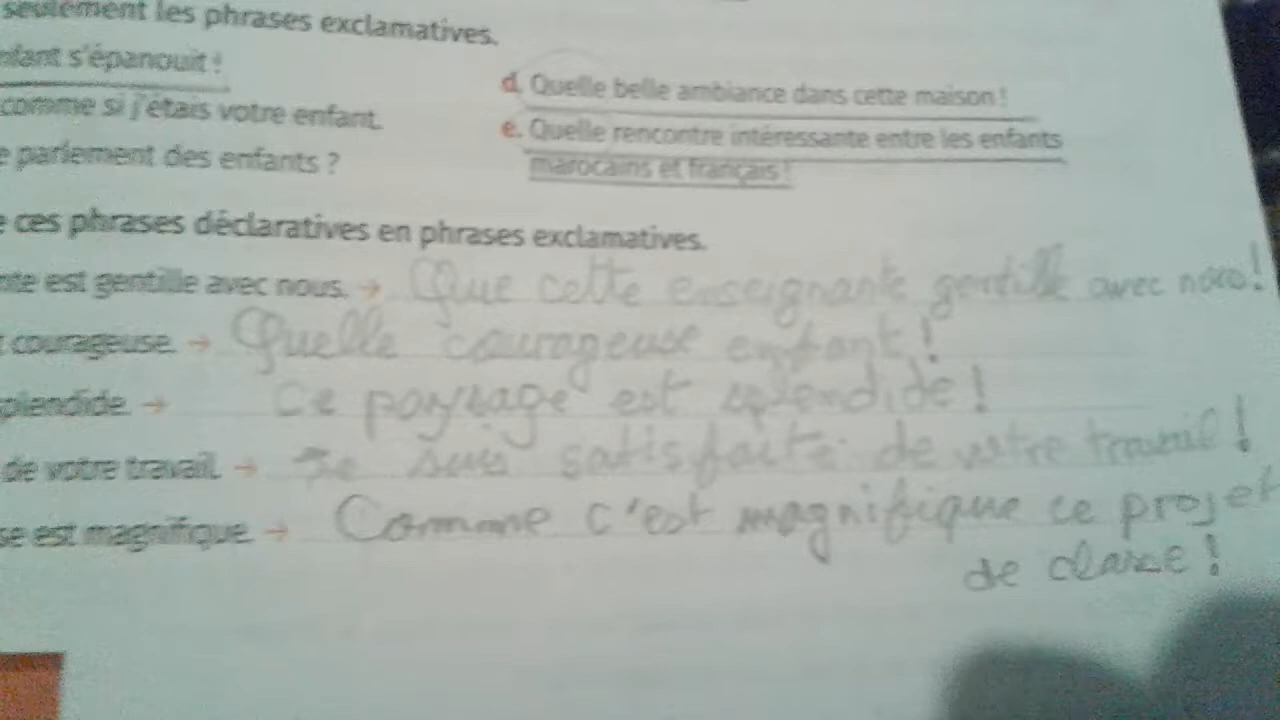 seulement les phrases exclamatives.
nfant s'épanouit !
comme si j'étais votre enfant.
e parlement des enfants ?
d. Quelle belle ambiance dans cette maison !
e. Quelle rencontre intéressante entre les enfants
marocains et français !
e ces phrases déclaratives en phrases exclamatives.
nte est gentille avec nous. → Que cette enseignante gentille avec nous!
t courageuse. → Quelle courageuse enfant !
plendide. → Ce paysage est splendide !
de votre travail. → Je suis satisfaite de votre travail !
se est magnifique. → Comme c'est magnifique ce projet
de classe !